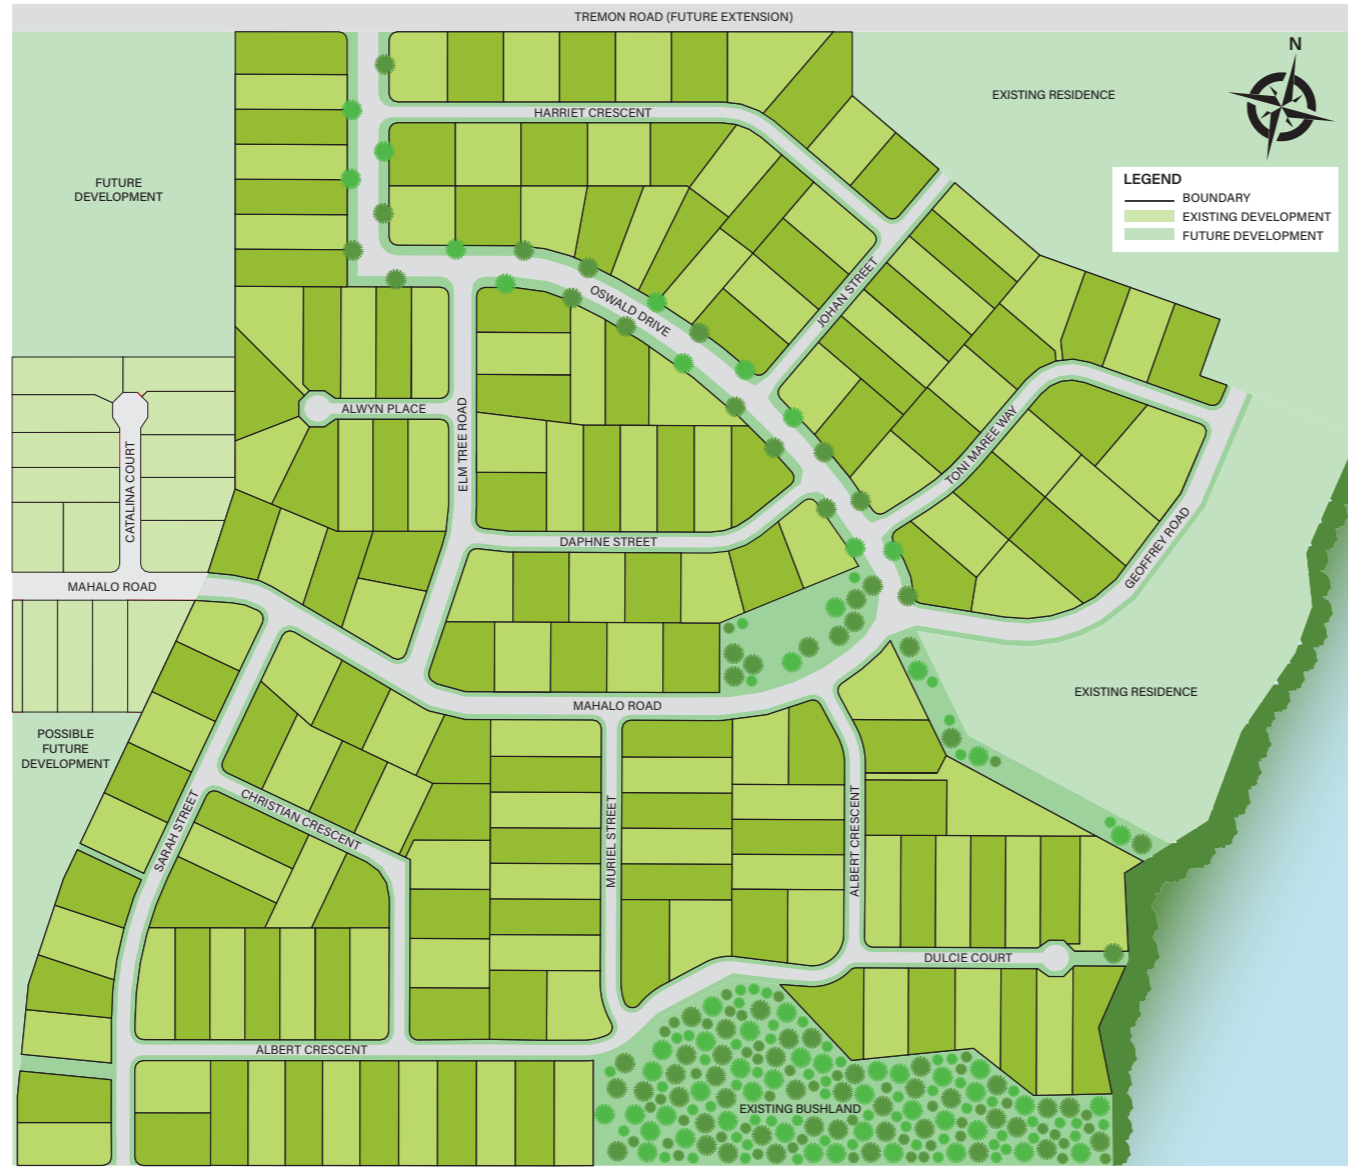 TREMON ROAD (FUTURE EXTENSION)
N
EXISTING RESIDENCE
HARRIET CRESCENT
LEGEND
BOUNDARY
EXISTING DEVELOPMENT
FUTURE DEVELOPMENT
FUTURE
DEVELOPMENT
OSWALD DRIVE
JOHAN STREET
ALWYN PLACE
ELM TREE ROAD
TONI MAREE WAY
CATALINA COURT
DAPHNE STREET
GEOFFREY ROAD
MAHALO ROAD
EXISTING RESIDENCE
MAHALO ROAD
POSSIBLE
FUTURE
DEVELOPMENT
SARAH STREET
CHRISTIAN CRESCENT
MURIEL STREET
ALBERT CRESCENT
DULCIE COURT
ALBERT CRESCENT
EXISTING BUSHLAND